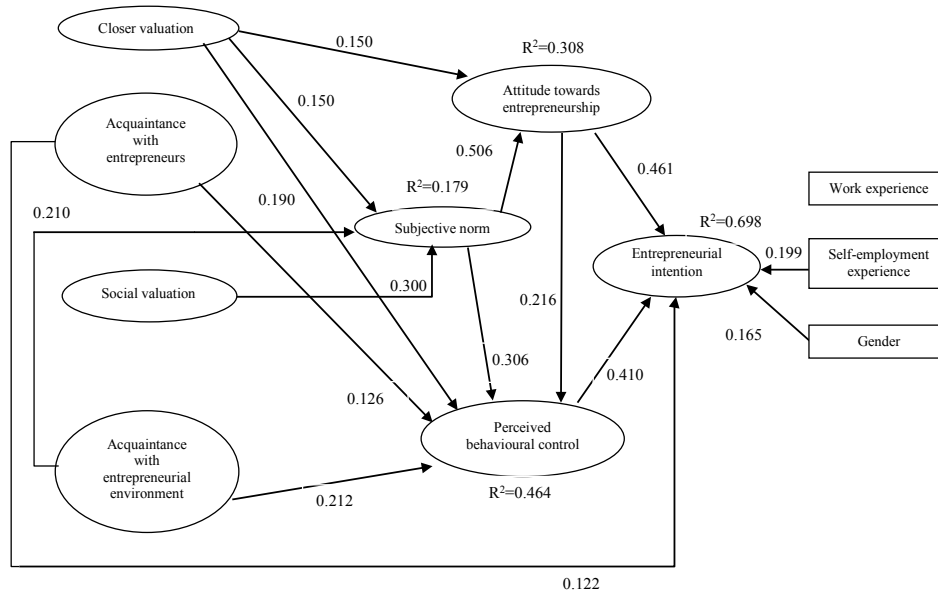 Closer valuation
0.150
R²=0.308
Attitude towards
entrepreneurship
0.150
Acquaintance
with
entrepreneurs
0.506
0.461
R²=0.179
Work experience
0.190
0.210
Subjective norm
R²=0.698
Entrepreneurial
intention
0.199
Self-employment
experience
Social valuation
0.300
0.216
0.165
Gender
0.306
0.410
0.126
Perceived
behavioural control
Acquaintance
with
entrepreneurial
environment
R²=0.464
0.212
0.122